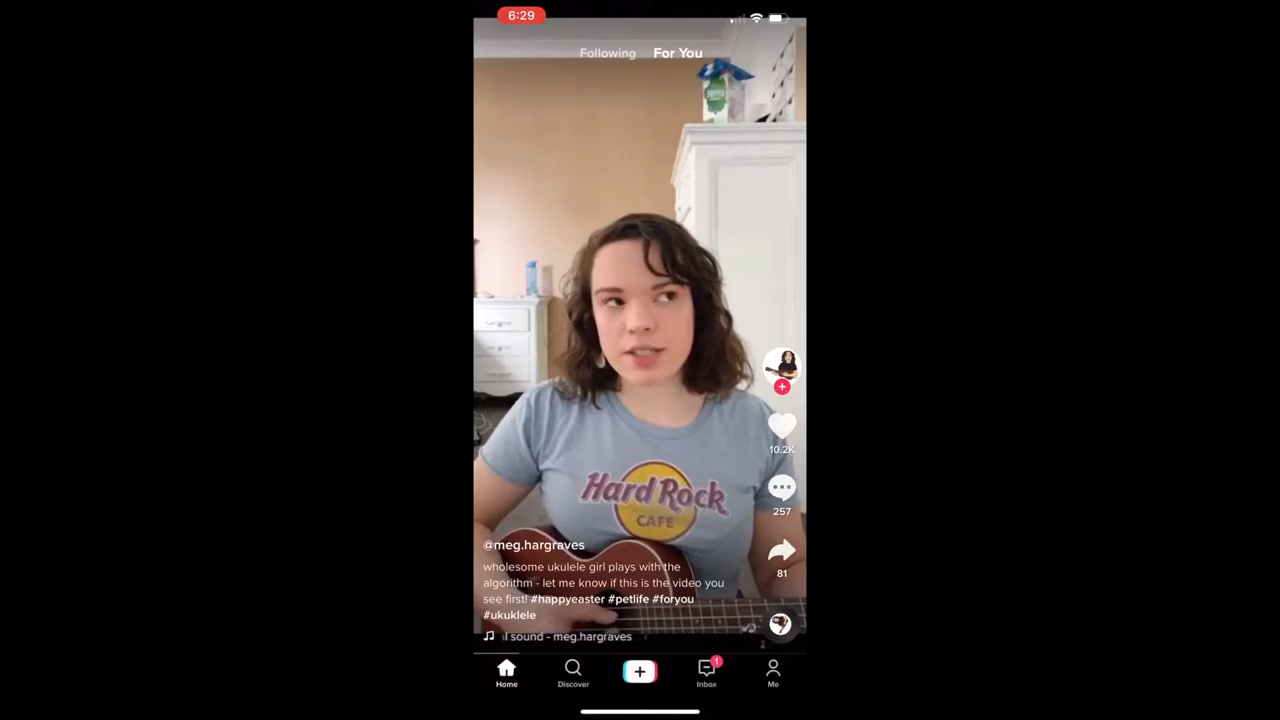 6:29
Following For You
Hard Rock
CAFE
10.2K
257
81
@meg.hargraves
wholesome ukulele girl plays with the
algorithm - let me know if this is the video you
see first! #happyeaster #petlife #foryou
#ukuklele
l sound - meg.hargraves
1
Home Discover Inbox Me